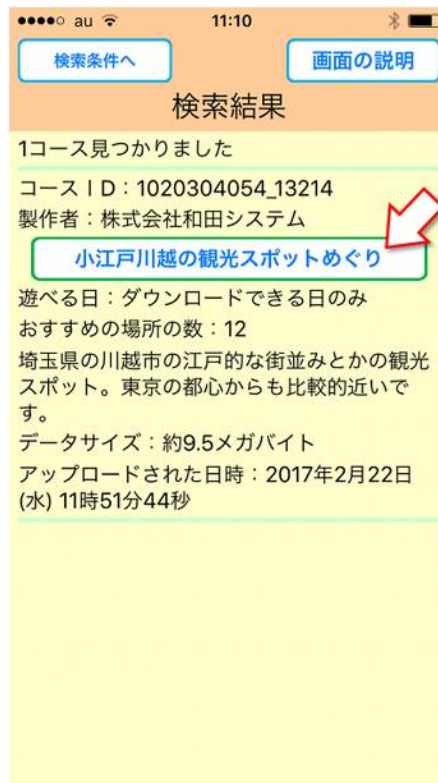 au 11:10
検索条件へ 画面の説明
検索結果
1コース見つかりました
コースID:1020304054_13214
製作者:株式会社和田システム
小江戸川越の観光スポットめぐり
遊べる日:ダウンロードできる日のみ
おすすめの場所の数:12
埼玉県の川越市の江戸的な街並みとかの観光
スポット。東京の都心からも比較的近いで
す。
データサイズ:約9.5メガバイト
アップロードされた日時:2017年2月22日
(水) 11時51分44秒